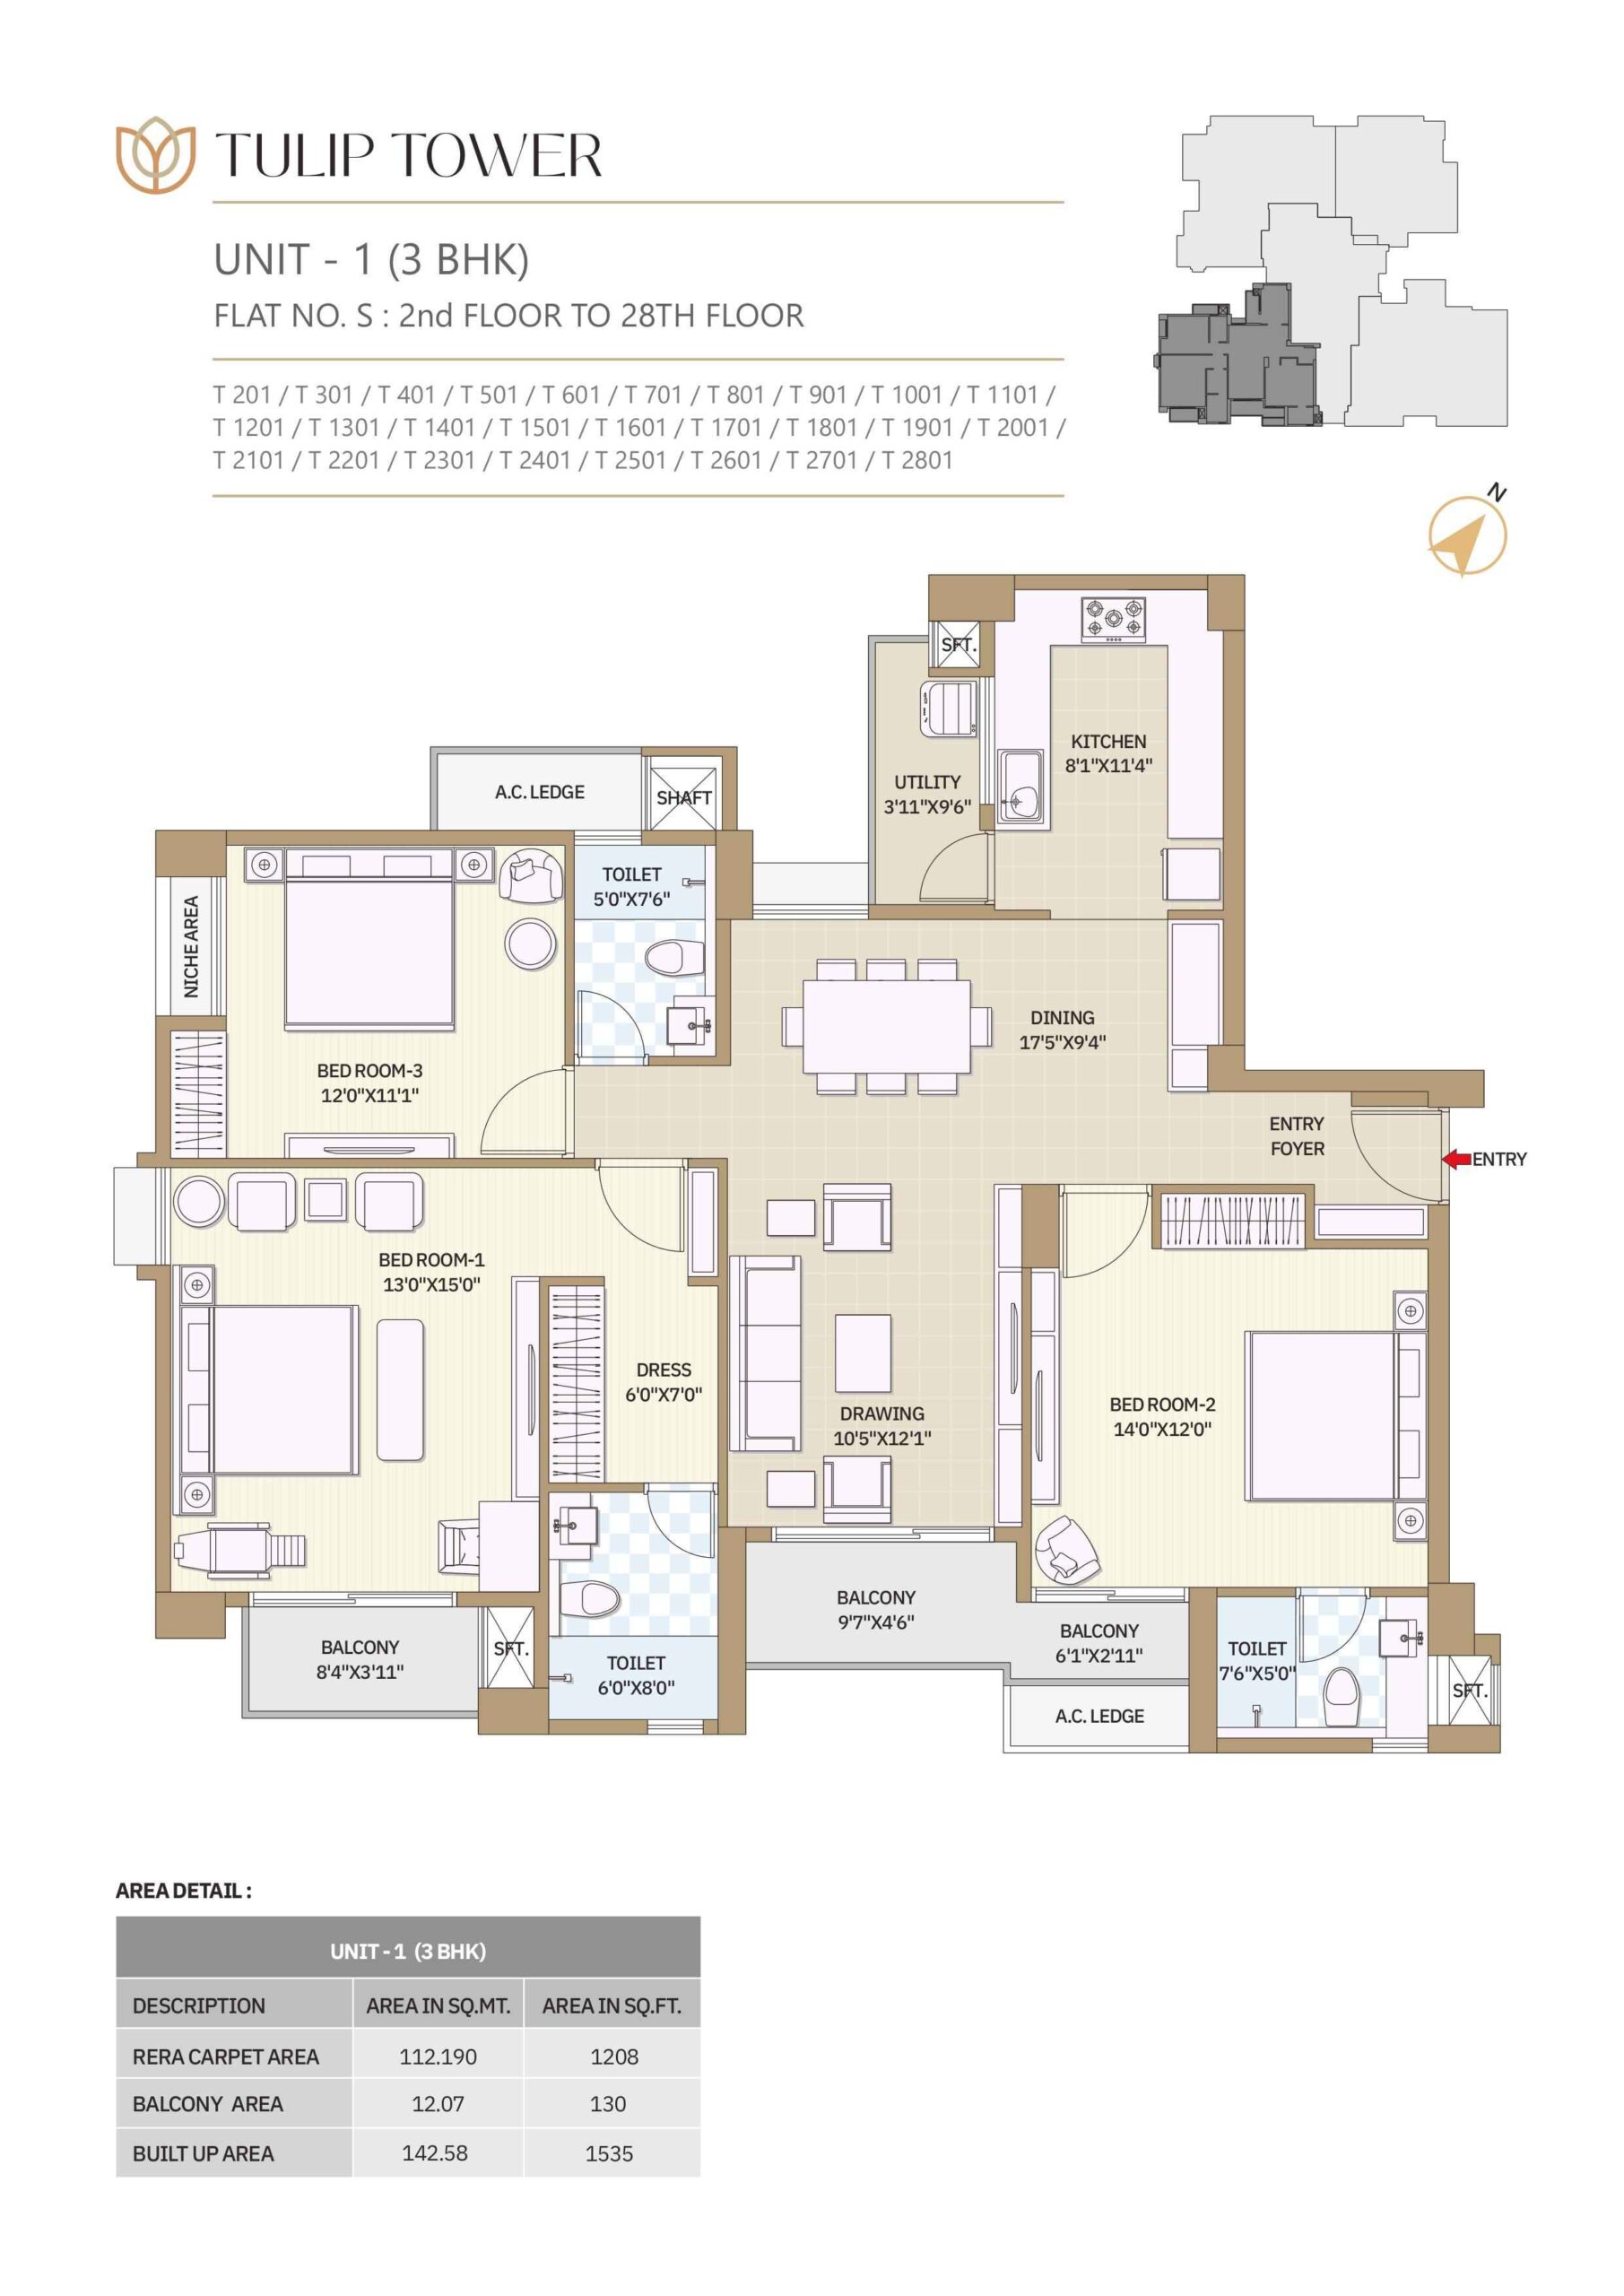 TULIP TOWER
UNIT - 1 (3 BHK)
FLAT NO. S : 2nd FLOOR TO 28TH FLOOR
T 201 / T 301 / T 401 / T 501 / T 601 / T 701 / T 801 / T 901 / T 1001 / T 1101 /
T 1201 / T 1301 / T 1401 / T 1501 / T 1601 / T 1701 / T 1801 / T 1901 / T 2001 /
T 2101 / T 2201 / T 2301 / T 2401 / T 2501 / T 2601 / T 2701 / T 2801
N
SFT.
KITCHEN
8'1"X11'4"
UTILITY
3'11"X9'6"
A.C. LEDGE
SHAFT
TOILET
5'0"X7'6"
NICHE AREA
DINING
17'5"X9'4"
BED ROOM-3
12'0"X11'1"
ENTRY
FOYER
ENTRY
BED ROOM-1
13'0"X15'0"
DRESS
6'0"X7'0"
DRAWING
10'5"X12'1"
BED ROOM-2
14'0"X12'0"
BALCONY
9'7"X4'6"
BALCONY
6'1"X2'11"
BALCONY
8'4"X3'11"
SFT.
TOILET
6'0"X8'0"
TOILET
7'6"X5'0"
SFT.
A.C. LEDGE
AREA DETAIL :
UNIT - 1 (3 BHK)
DESCRIPTION AREA IN SQ.MT. AREA IN SQ.FT.
RERA CARPET AREA 112.190 1208
BALCONY AREA 12.07 130
BUILT UP AREA 142.58 1535